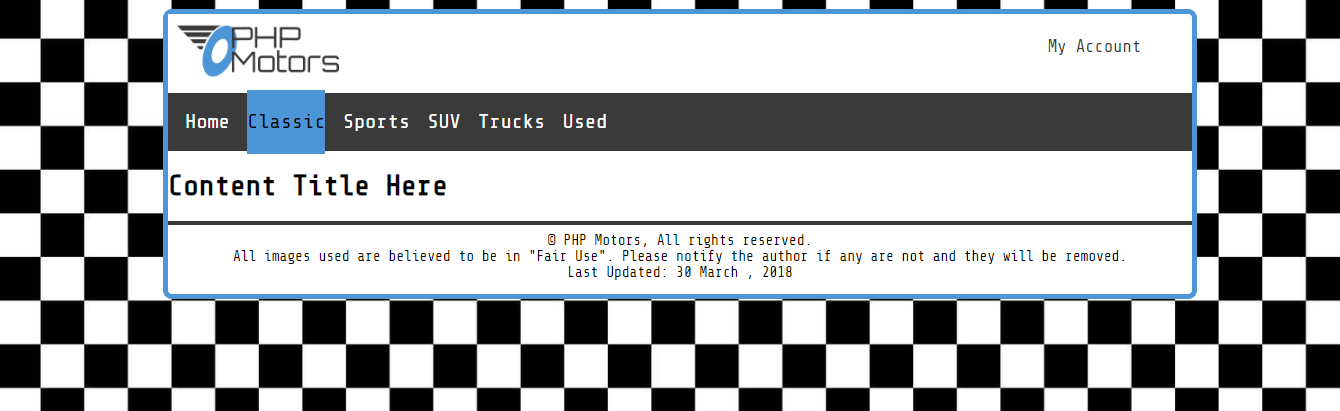 PHP
Motors
My Account
Home Classic Sports SUV Trucks Used
Content Title Here
© PHP Motors, All rights reserved.
All images used are believed to be in "Fair Use". Please notify the author if any are not and they will be removed.
Last Updated: 30 March , 2018